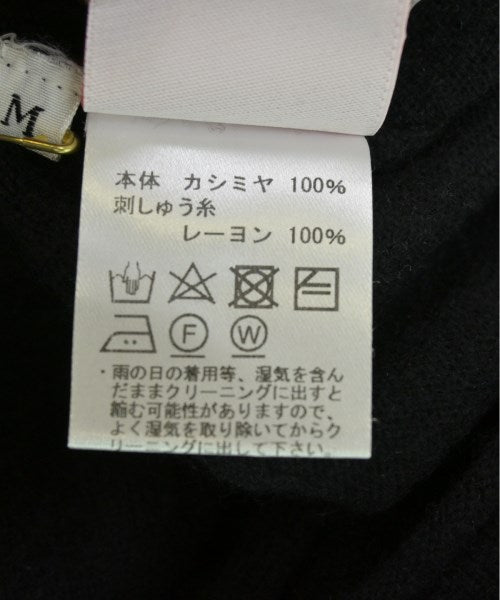 M
本体 カシミヤ 100%
刺しゅう糸
レーヨン 100%
F W
・雨の日の着用等、湿気を含ん
だままクリーニングに出すと
縮む可能性がありますので、
よく湿気を取り除いてからク
リーニングに出して下さい。